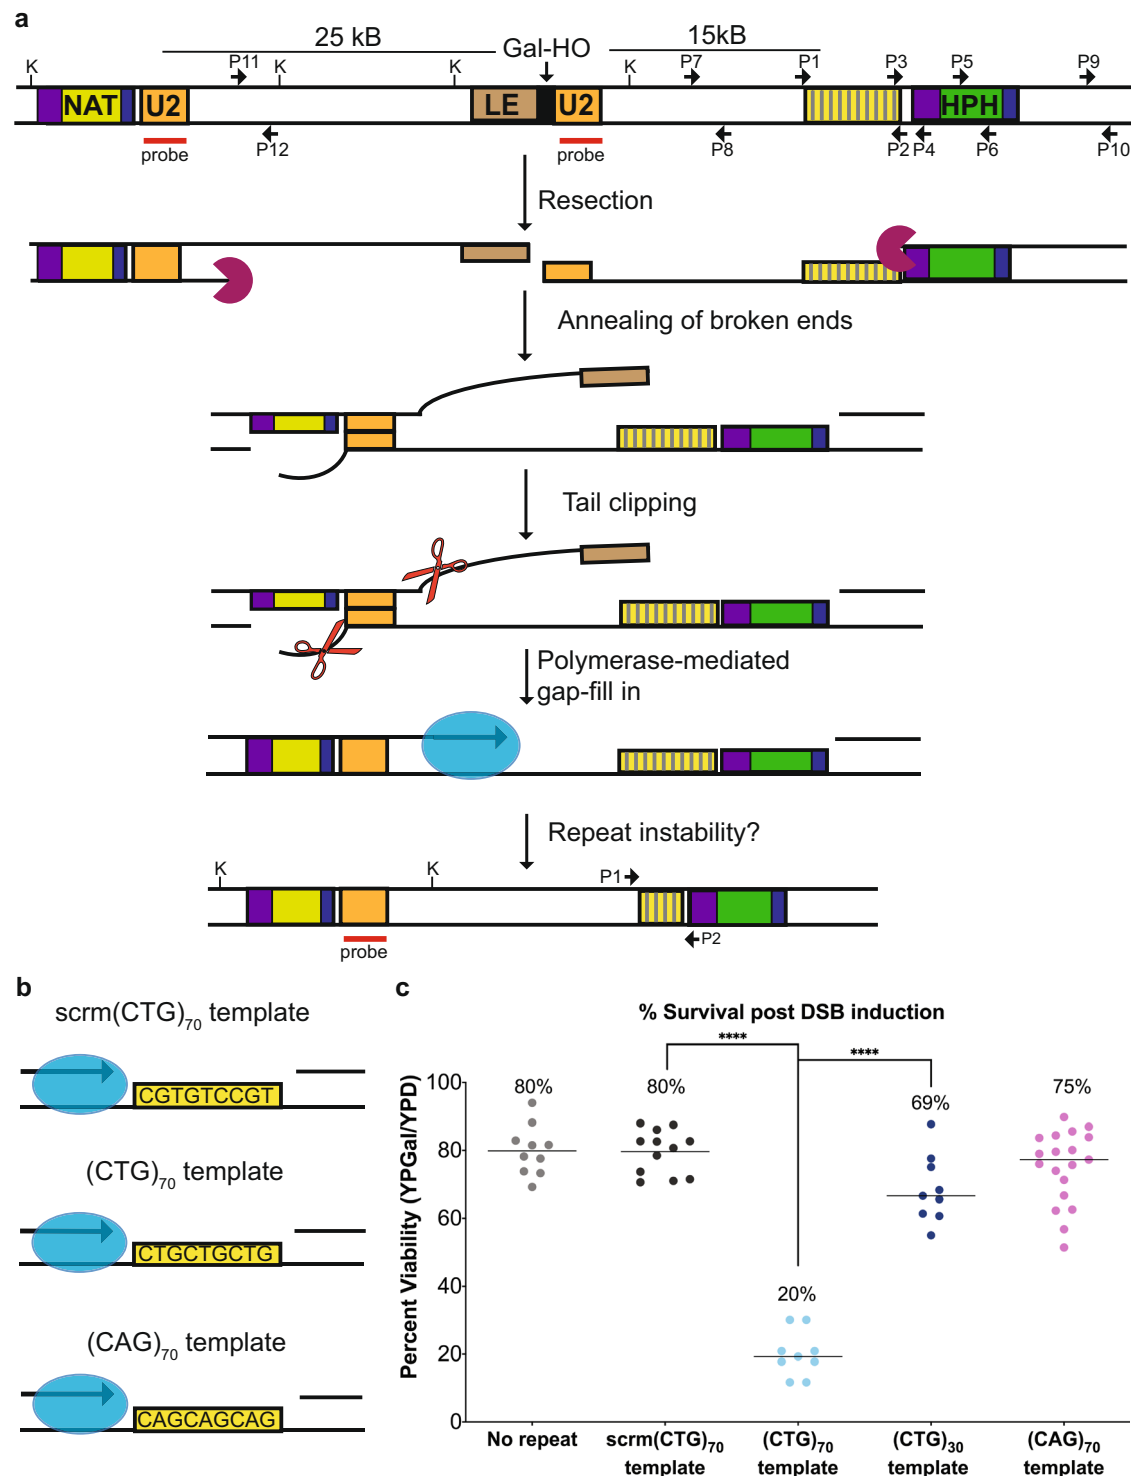 a
25 kB
Gal-HO
15kB
K
P11
K
K
K
P7
P1
P3
P5
P9
NAT
U2
LE
U2
HPH
probe
P12
probe
P8
P2
P4
P6
P10
Resection
Annealing of broken ends
Tail clipping
Polymerase-mediated
gap-fill in
Repeat instability?
K
K
P1
probe
P2
b
scrm(CTG)70 template
CGTGTCCGT
(CTG)70 template
CTGCTGCTG
(CAG)70 template
CAGCAGCAG
c
% Survival post DSB induction
****
****
80%
80%
20%
69%
75%
Percent Viability (YPGal/YPD)
100
80
60
40
20
0
No repeat
scrm(CTG)70
template
(CTG)70
template
(CTG)30
template
(CAG)70
template